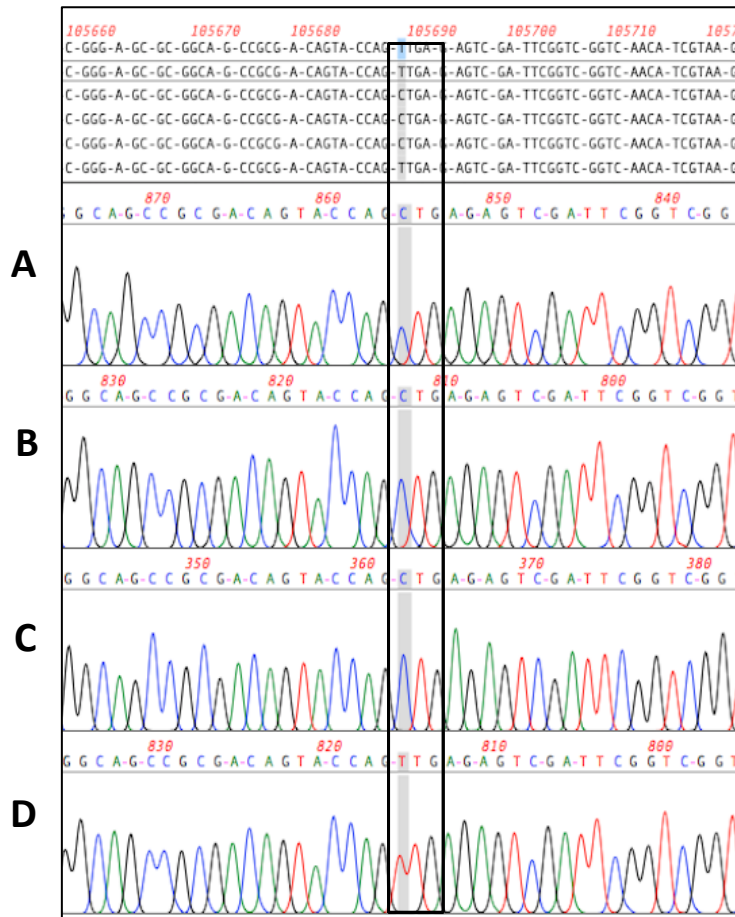 105660 105670 105680 105690 105700 105710 1057
C-GGG-A-GC-GC-GGCA-G-CCGCG-A-CAGTA-CCAG-TTGA-G-AGTC-GA-TTCGGTC-GGTC-AACA-TCGTAA-G
C-GGG-A-GC-GC-GGCA-G-CCGCG-A-CAGTA-CCAG-TTGA-G-AGTC-GA-TTCGGTC-GGTC-AACA-TCGTAA-G
C-GGG-A-GC-GC-GGCA-G-CCGCG-A-CAGTA-CCAG-CTGA-G-AGTC-GA-TTCGGTC-GGTC-AACA-TCGTAA-G
C-GGG-A-GC-GC-GGCA-G-CCGCG-A-CAGTA-CCAG-CTGA-G-AGTC-GA-TTCGGTC-GGTC-AACA-TCGTAA-G
C-GGG-A-GC-GC-GGCA-G-CCGCG-A-CAGTA-CCAG-CTGA-G-AGTC-GA-TTCGGTC-GGTC-AACA-TCGTAA-G
C-GGG-A-GC-GC-GGCA-G-CCGCG-A-CAGTA-CCAG-TTGA-G-AGTC-GA-TTCGGTC-GGTC-AACA-TCGTAA-G
870 860 850 840
G G C A-G-C C G C G-A C A G T A-C C A G-C T G A-G-A G T C-G A-T T C G G T C-G G
A
830 820 810 800
G G C A-G-C C G C G-A C A G T A-C C A G-C T G A-G-A G T C-G A-T T C G G T C-G G T
B
350 360 370 380
G G C A G-C C G C G-A C A G T A-C C A G-C T G A-G-A G T C-G A-T T C G G T C-G G
C
830 820 810 800
G G C A-G-C C G C G-A C A G T A-C C A G-T T G A-G-A G T C-G A-T T C G G T C-G G T
D